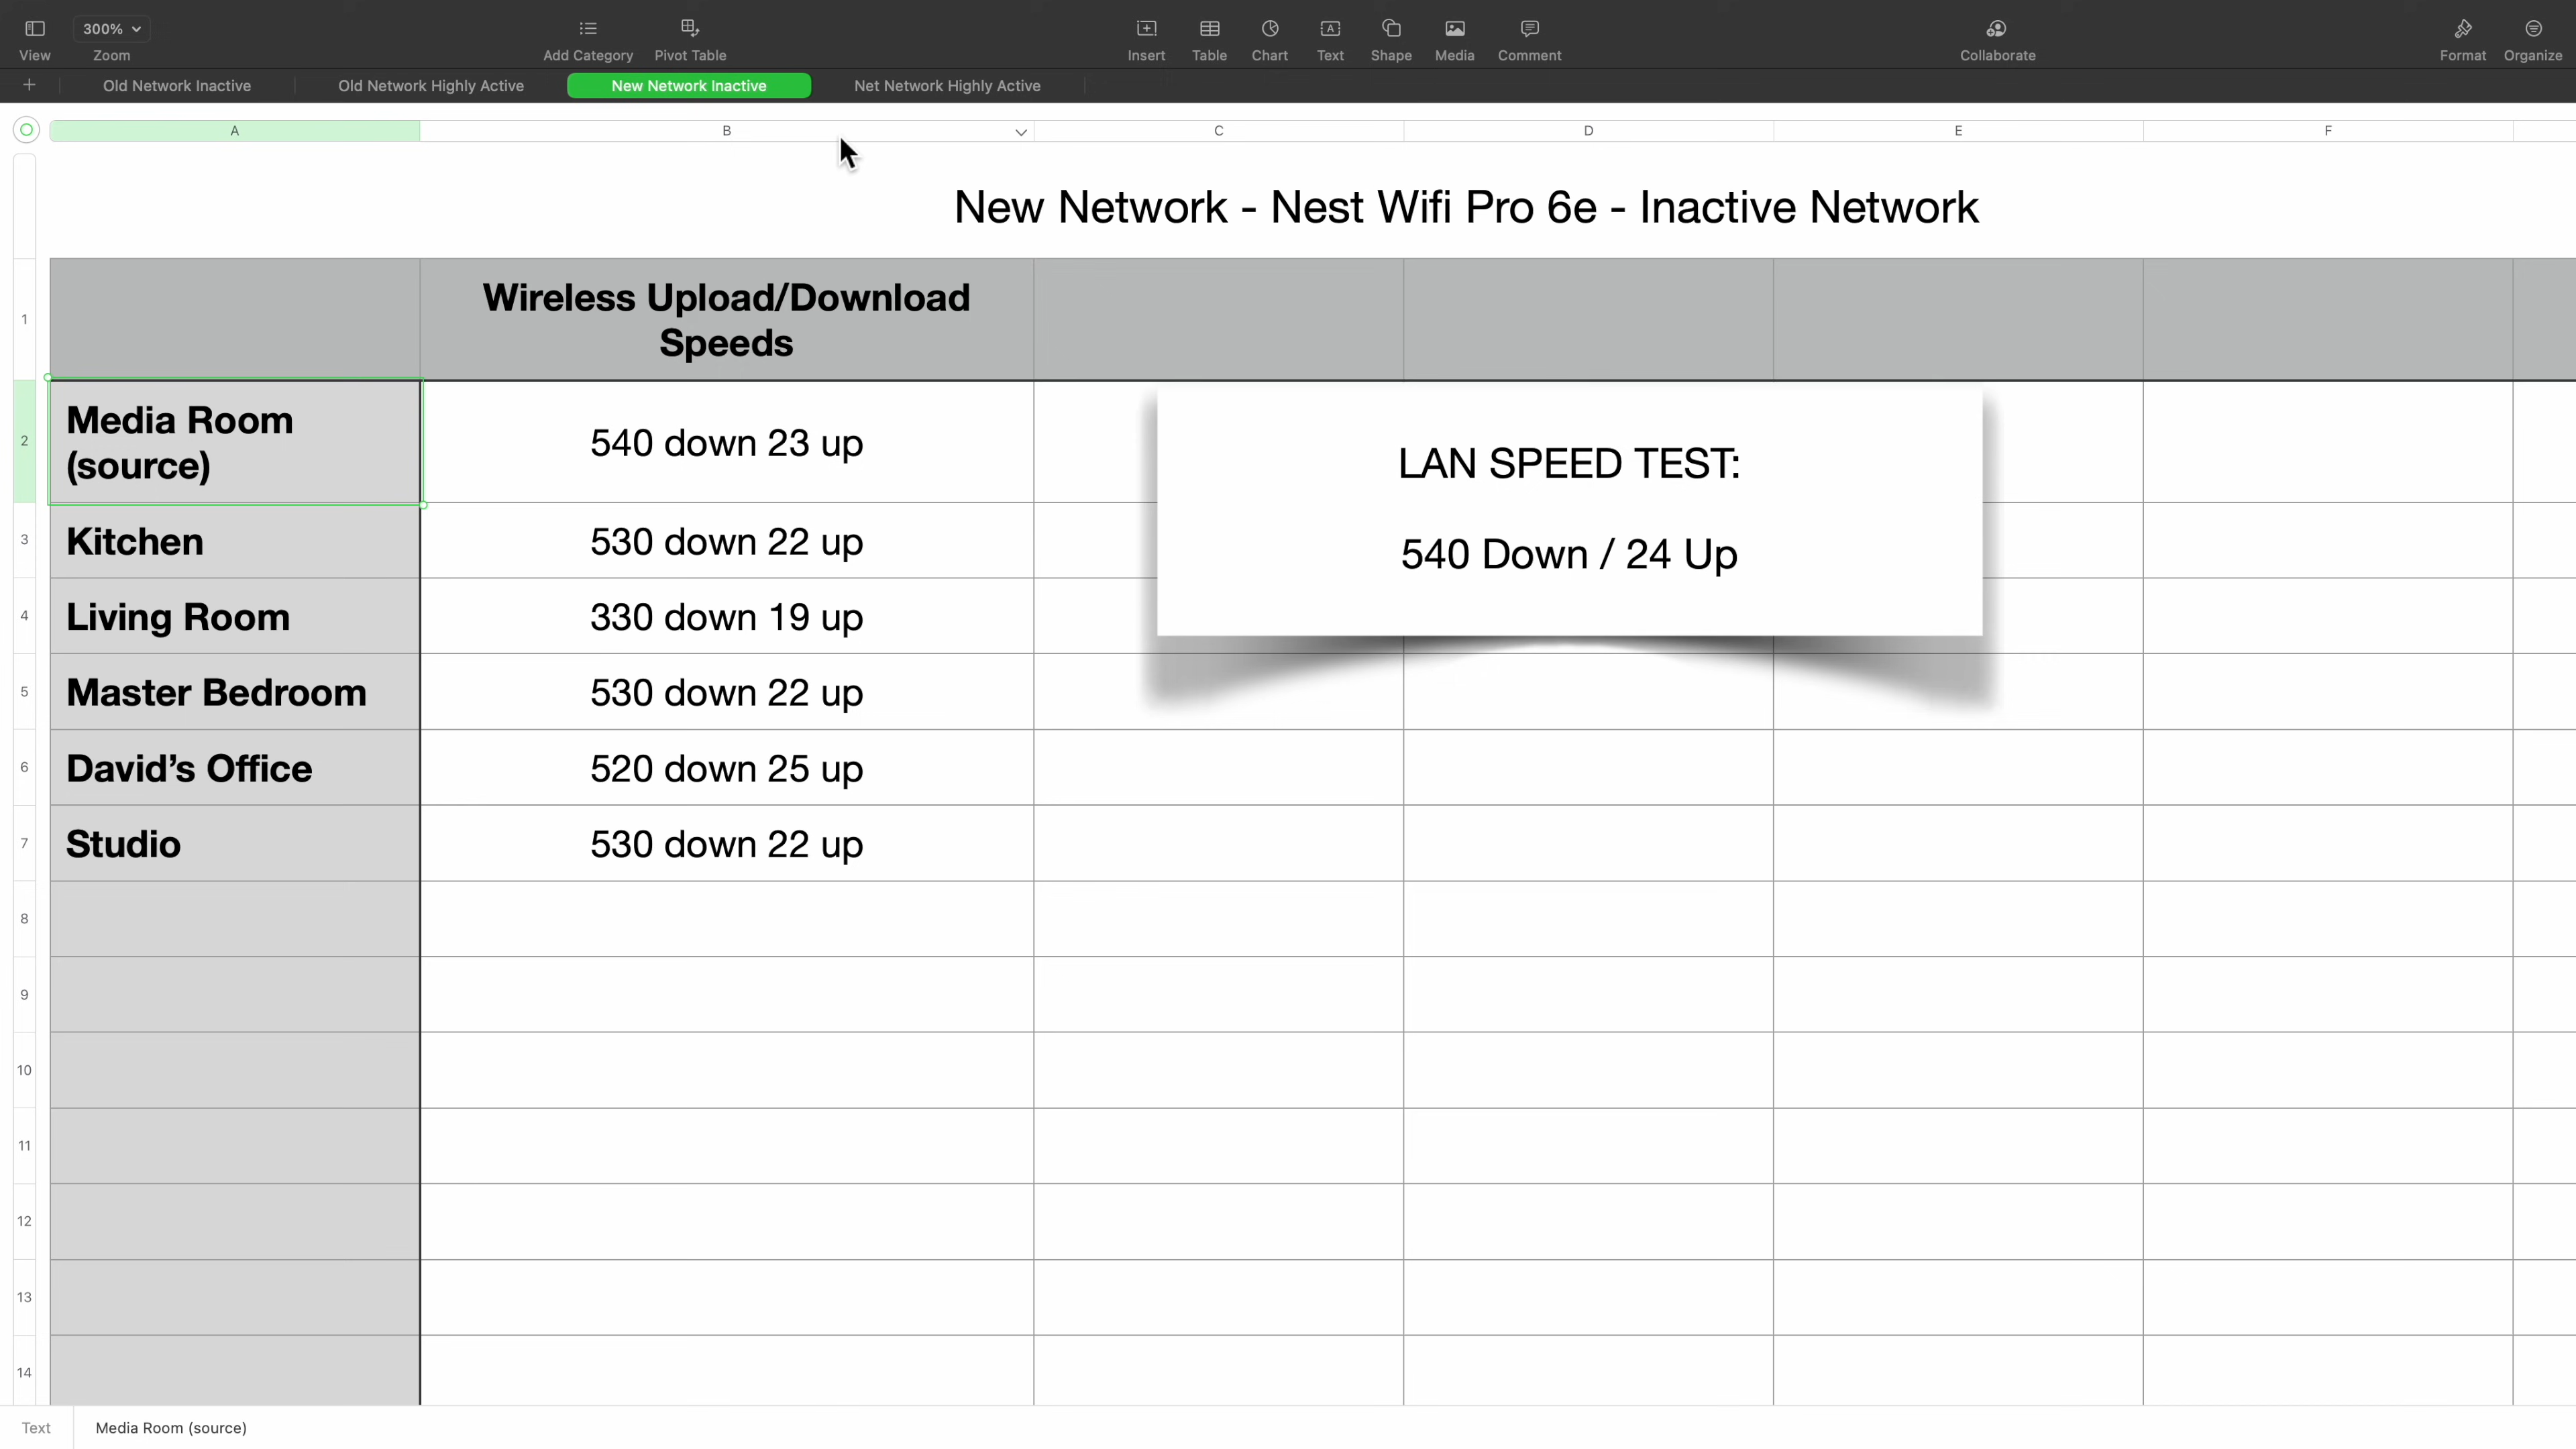 300%
View
Zoom
Add Category
Pivot Table
Insert
Table
Chart
Text
Shape
Media
Comment
Collaborate
Format
Organize
Old Network Inactive
Old Network Highly Active
New Network Inactive
Net Network Highly Active
A
B
C
D
E
F
New Network - Nest Wifi Pro 6e - Inactive Network
1
Wireless Upload/Download
Speeds
2
Media Room
(source)
540 down 23 up
LAN SPEED TEST:
540 Down / 24 Up
3
Kitchen
530 down 22 up
4
Living Room
330 down 19 up
5
Master Bedroom
530 down 22 up
6
David’s Office
520 down 25 up
7
Studio
530 down 22 up
8
9
10
11
12
13
14
Text
Media Room (source)